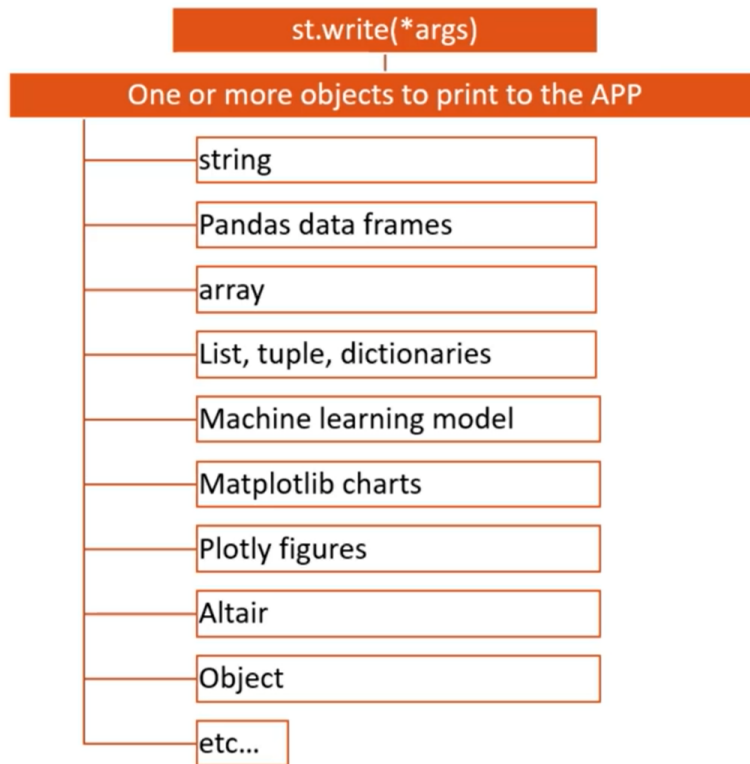 st.write(*args)
One or more objects to print to the APP
string
Pandas data frames
array
List, tuple, dictionaries
Machine learning model
Matplotlib charts
Plotly figures
Altair
Object
etc...